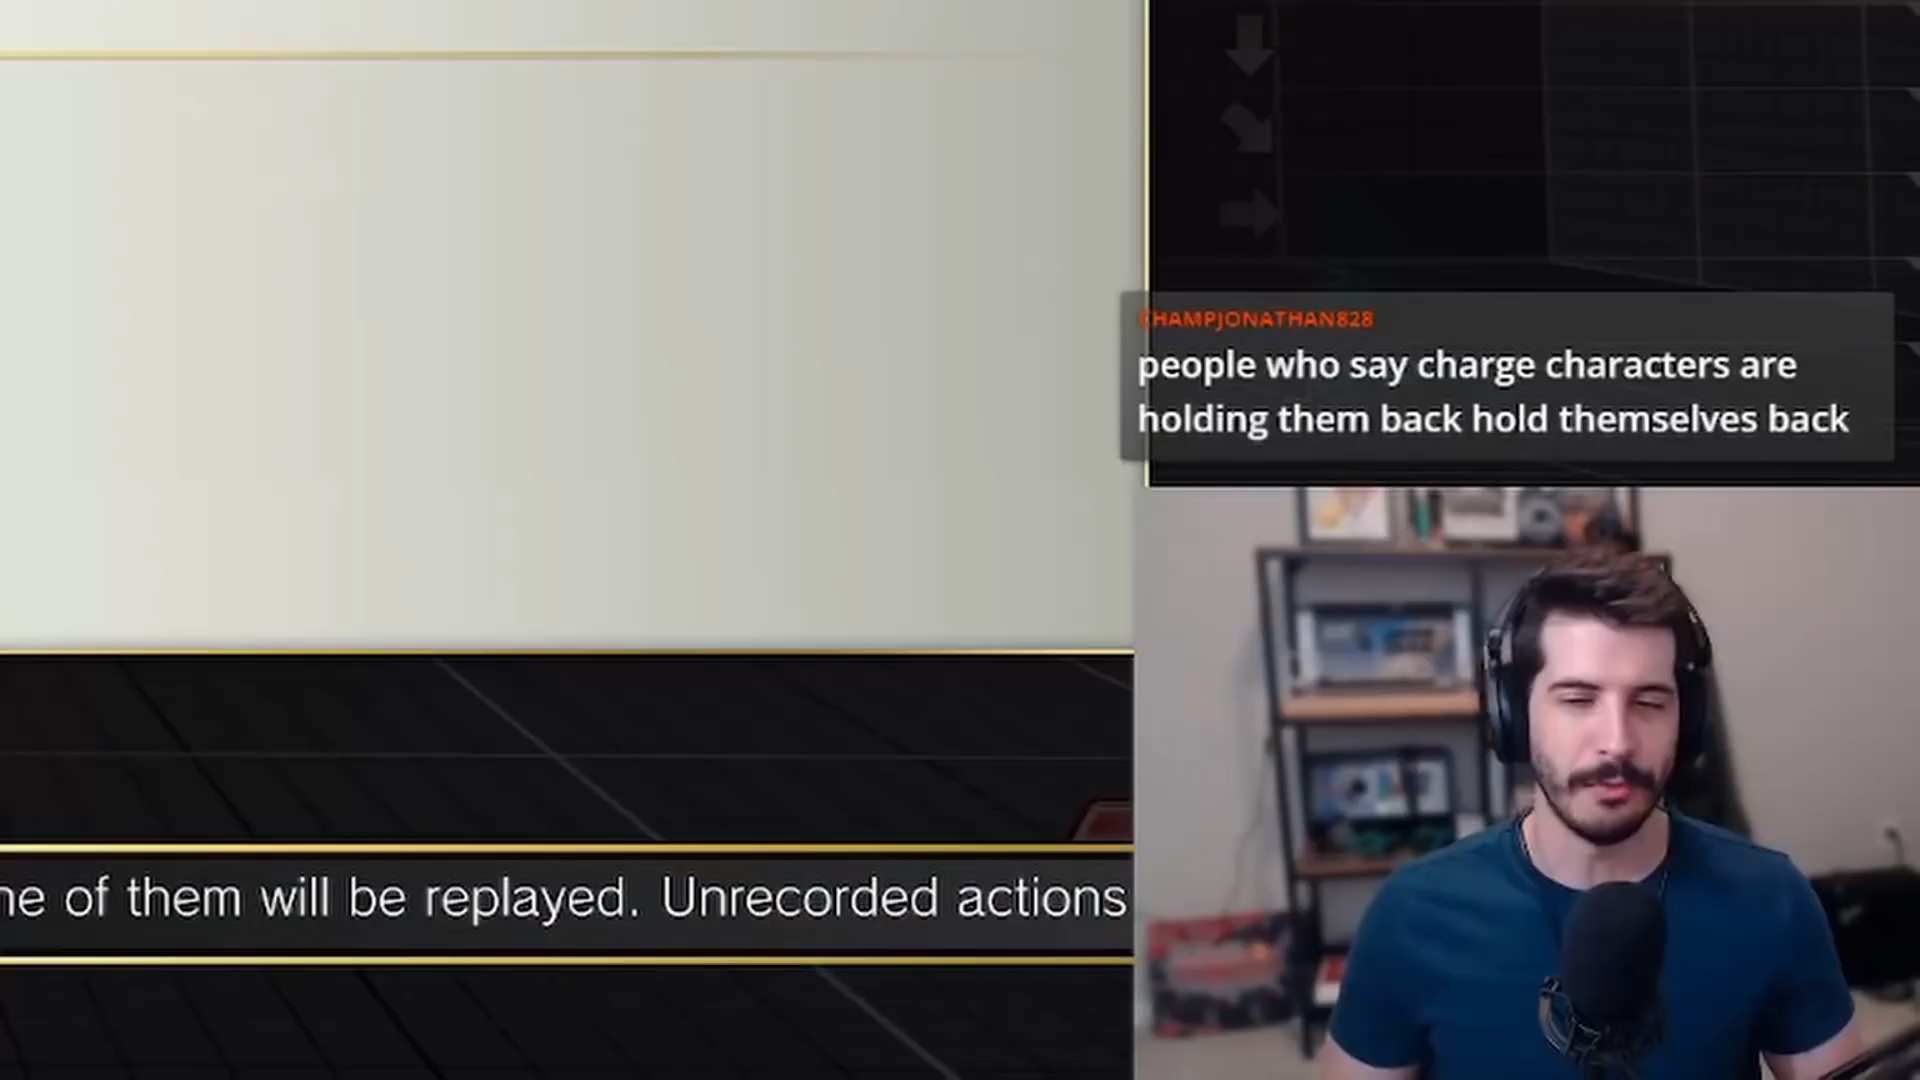 CHAMPJONATHAN828
people who say charge characters are
holding them back hold themselves back
ne of them will be replayed. Unrecorded actions